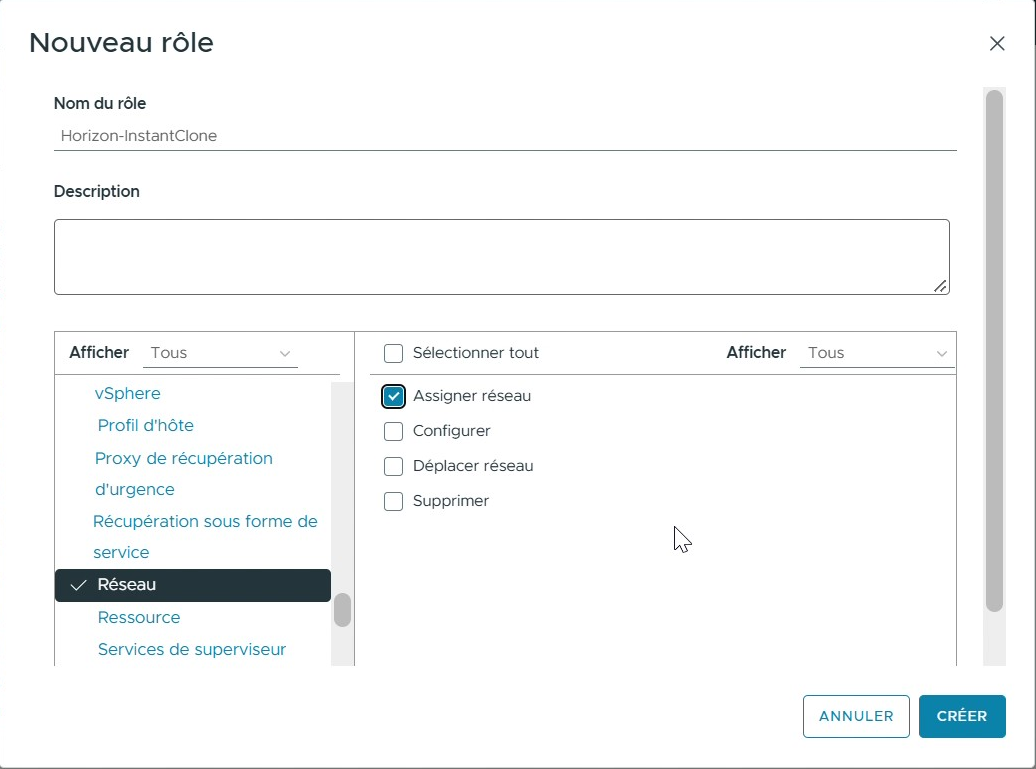 Nouveau rôle
Nom du rôle
Horizon-InstantClone
Description
Afficher Tous
vSphere
Profil d'hôte
Proxy de récupération
d'urgence
Récupération sous forme de
service
Réseau
Ressource
Services de superviseur
Sélectionner tout Afficher Tous
Assigner réseau
Configurer
Déplacer réseau
Supprimer
ANNULER CRÉER